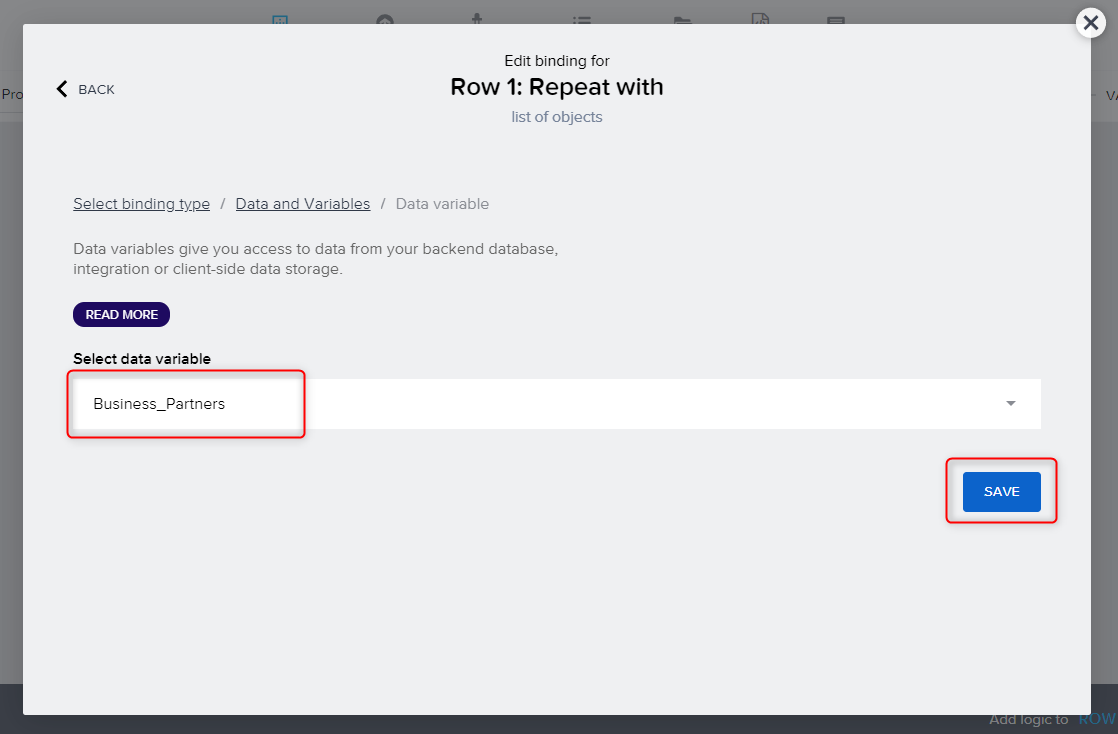 Edit binding for
BACK
Row 1: Repeat with
list of objects
Pro
VA
Select binding type / Data and Variables / Data variable
Data variables give you access to data from your backend database,
integration or client-side data storage.
READ MORE
Select data variable
Business_Partners
SAVE
Add logic to ROW